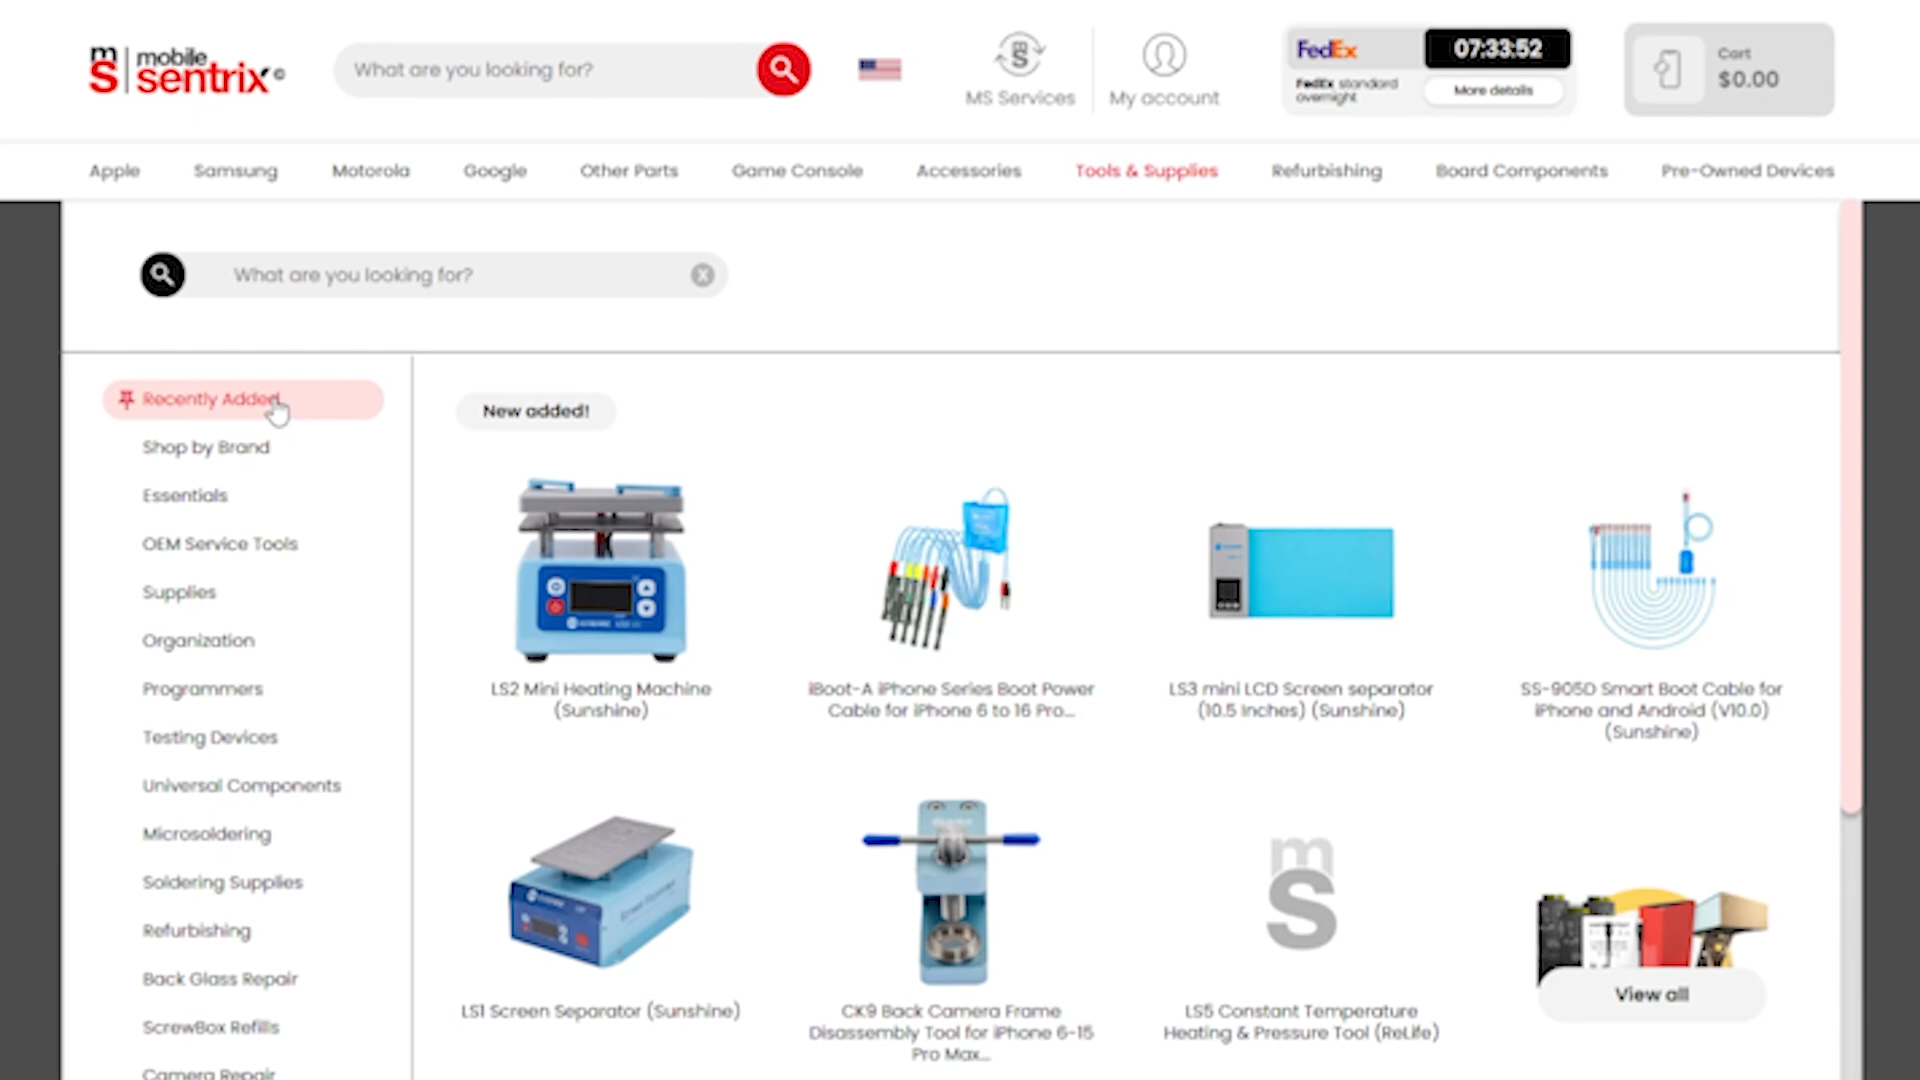 mobile
sentrix
What are you looking for?
MS Services
My account
FedEx
07:33:52
FedEx standard
overnight
More details
Cart
$0.00
Apple
Samsung
Motorola
Google
Other Parts
Game Console
Accessories
Tools & Supplies
Refurbishing
Board Components
Pre-Owned Devices
What are you looking for?
Recently Added
Shop by Brand
Essentials
OEM Service Tools
Supplies
Organization
Programmers
Testing Devices
Universal Components
Microsoldering
Soldering Supplies
Refurbishing
Back Glass Repair
ScrewBox Refills
Camera Repair
New added!
LS2 Mini Heating Machine
(Sunshine)
iBoot-A iPhone Series Boot Power
Cable for iPhone 6 to 16 Pro...
LS3 mini LCD Screen separator
(10.5 Inches) (Sunshine)
SS-905D Smart Boot Cable for
iPhone and Android (V10.0)
(Sunshine)
LS1 Screen Separator (Sunshine)
CK9 Back Camera Frame
Disassembly Tool for iPhone 6-15
Pro Max...
ms
LS5 Constant Temperature
Heating & Pressure Tool (ReLife)
View all